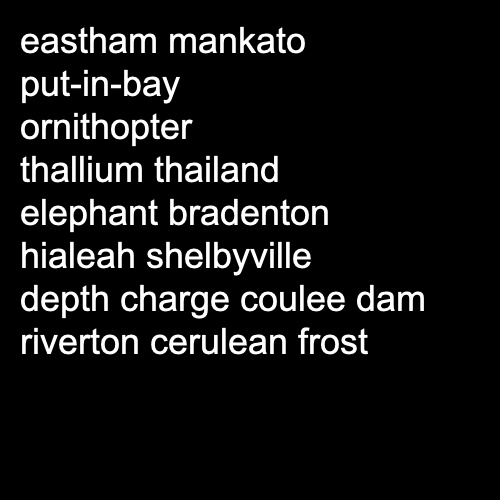 eastham mankato
put-in-bay
ornithopter
thallium thailand
elephant bradenton
hialeah shelbyville
depth charge coulee dam
riverton cerulean frost